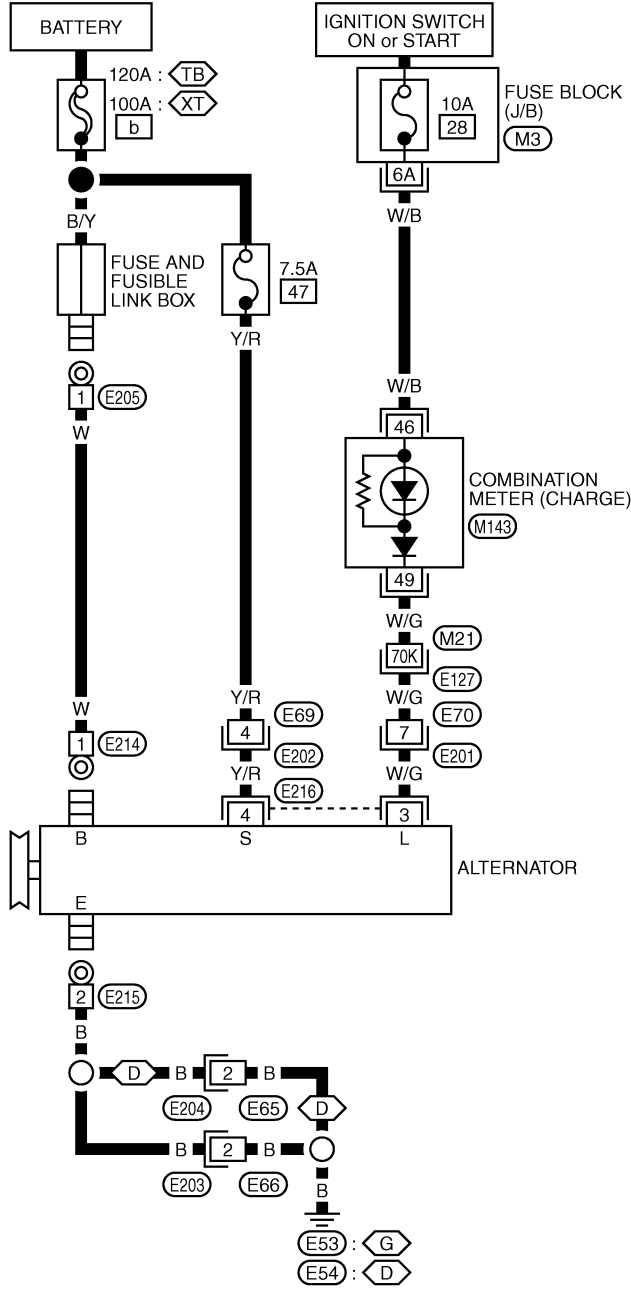 BATTERY
IGNITION SWITCH
ON or START
120A : TB
100A : XT
b
10A
28
FUSE BLOCK
(J/B)
M3
6A
B/Y
W/B
FUSE AND
FUSIBLE
LINK BOX
7.5A
47
Y/R
1
E205
W/B
W
46
COMBINATION
METER (CHARGE)
M143
49
W/G
M21
70K
E127
W
Y/R
W/G
E69
E70
1
E214
4
7
E202
E201
Y/R
W/G
E216
4
3
B
S
L
ALTERNATOR
E
2
E215
B
D
B
2
B
E204
E65
D
B
2
B
E203
E66
B
E53 : G
E54 : D